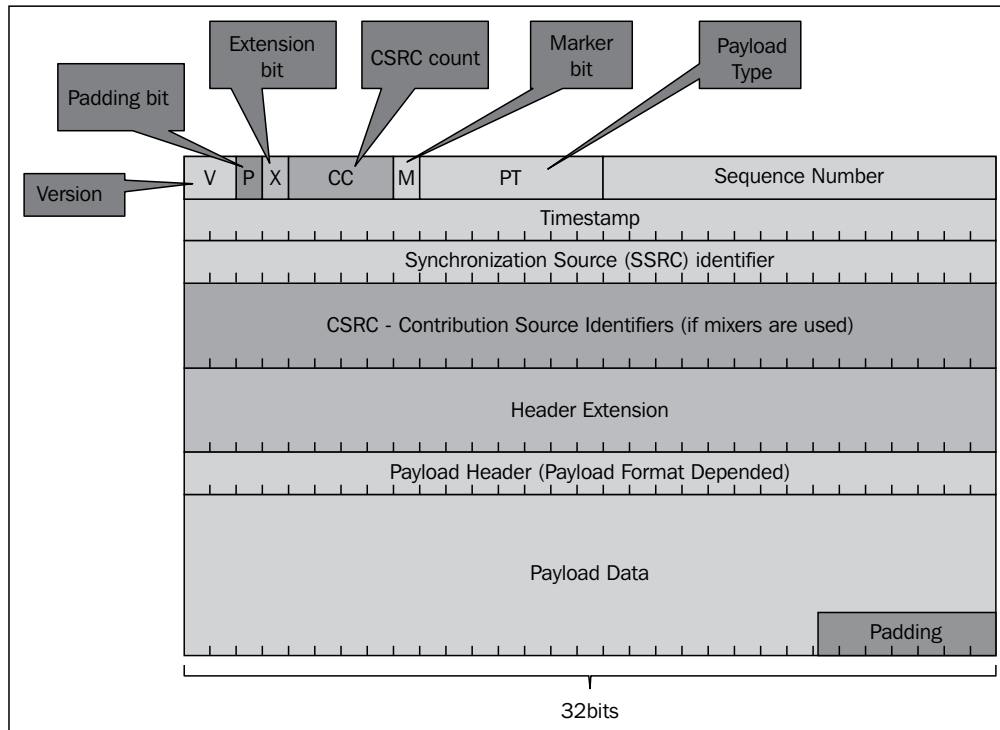 Extension
bit
CSRC count
Marker
bit
Payload
Type
Padding bit
Version
V P X CC M PT Sequence Number
Timestamp
Synchronization Source (SSRC) identifier
CSRC - Contribution Source Identifiers (if mixers are used)
Header Extension
Payload Header (Payload Format Depended)
Payload Data
Padding
32bits